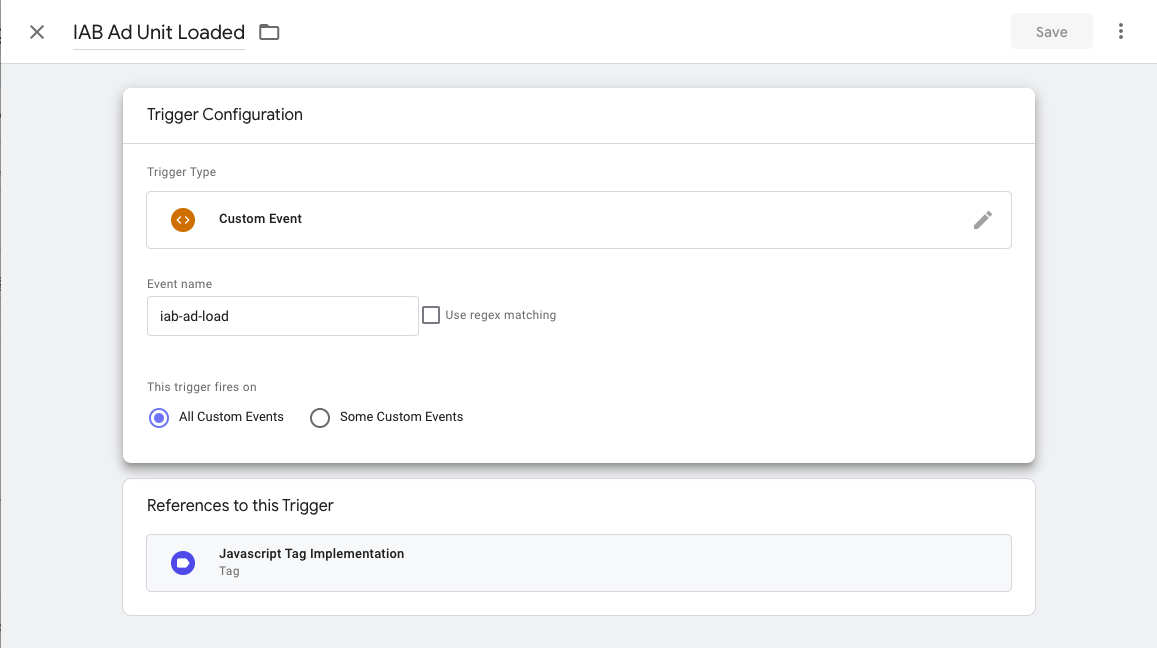 IAB Ad Unit Loaded
Save
Trigger Configuration
Trigger Type
Custom Event
Event name
iab-ad-load
Use regex matching
This trigger fires on
All Custom Events
Some Custom Events
References to this Trigger
Javascript Tag Implementation
Tag